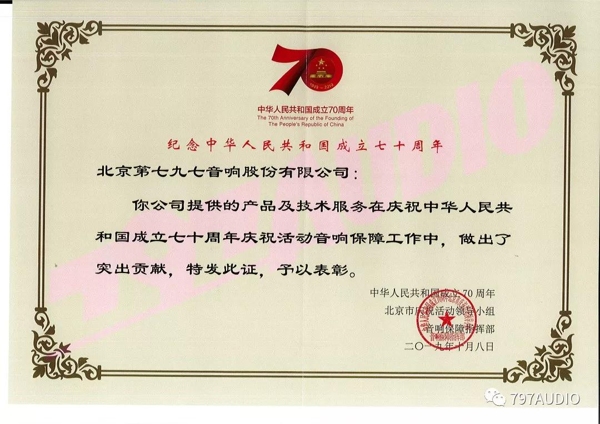 70
1949-2019
中华人民共和国成立70周年
The 70th Anniversary of the Founding of
The People's Republic of China
纪念中华人民共和国成立七十周年
北京第七九七音响股份有限公司：
你公司提供的产品及技术服务在庆祝中华人民共
和国成立七十周年庆祝活动音响保障工作中，做出了
突出贡献，特发此证，予以表彰。
中华人民共和国成立70周年
北京市庆祝活动领导小组
音响保障指挥部
二〇一九年十月八日
797AUDIO
797AUDIO